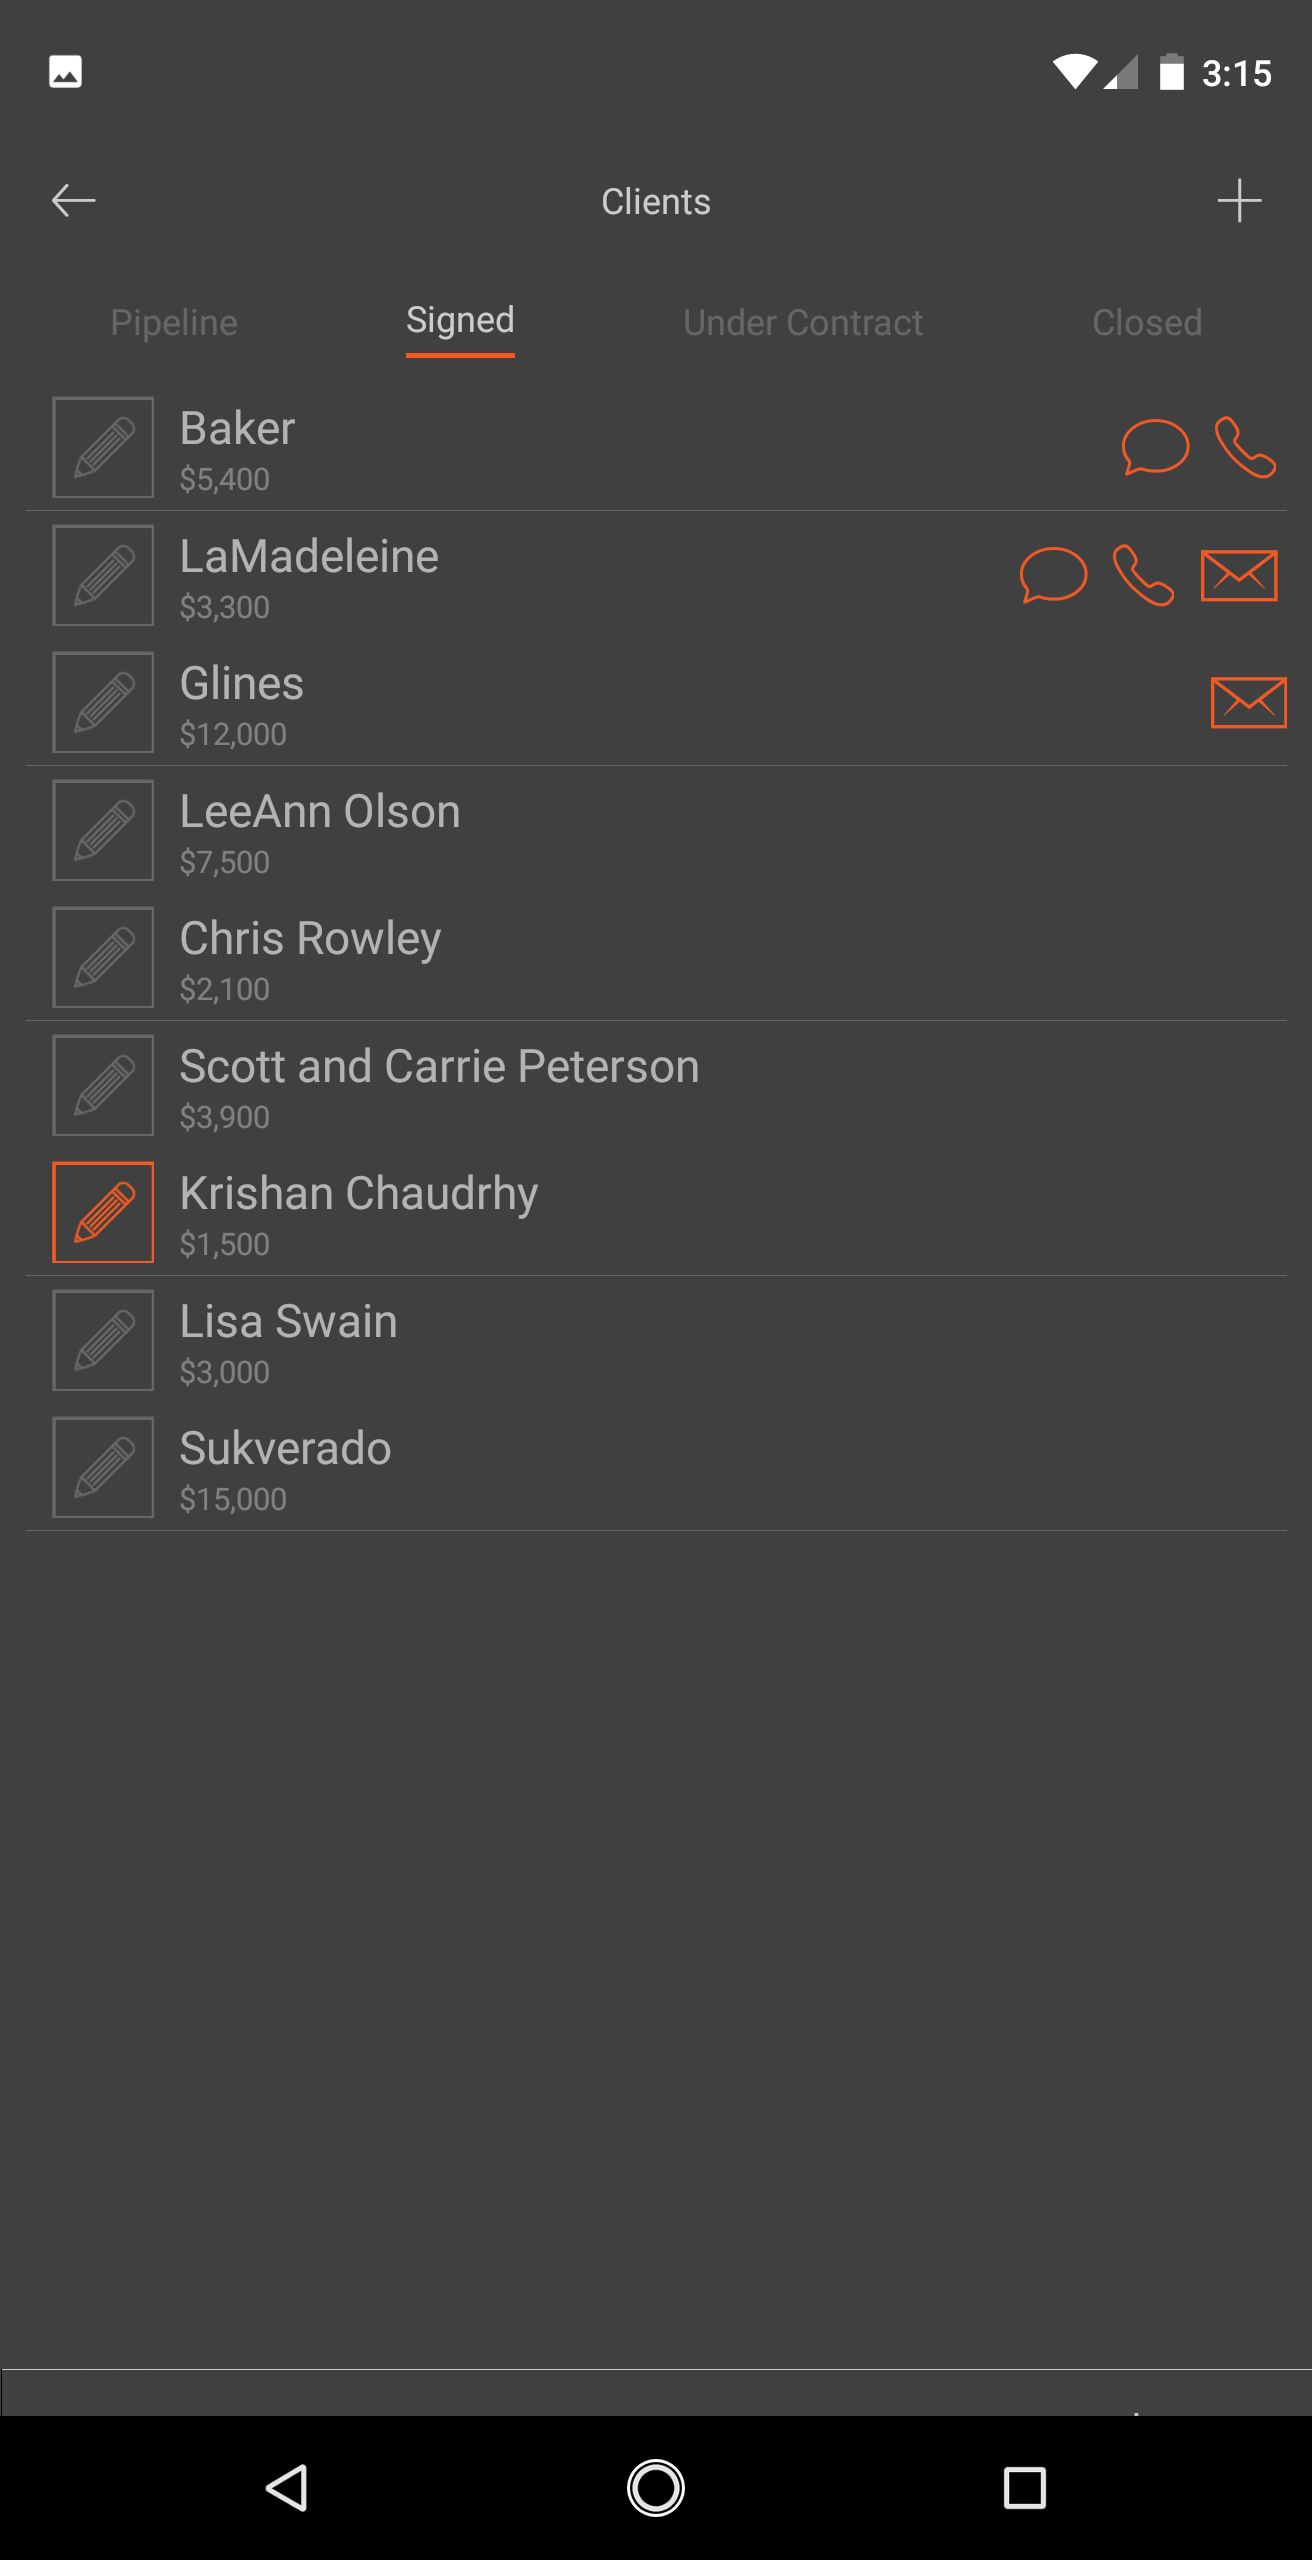 3:15
Clients
Pipeline Signed Under Contract Closed
Baker
$5,400
LaMadeleine
$3,300
Glines
$12,000
LeeAnn Olson
$7,500
Chris Rowley
$2,100
Scott and Carrie Peterson
$3,900
Krishan Chaudrhy
$1,500
Lisa Swain
$3,000
Sukverado
$15,000